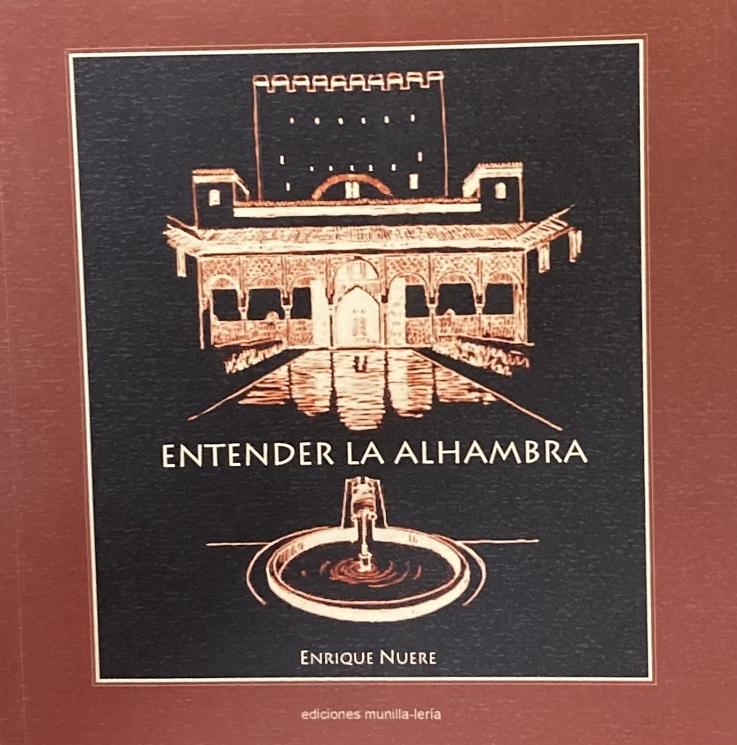 ENTENDER LA ALHAMBRA
ENRIQUE NUERE
ediciones munilla-lería